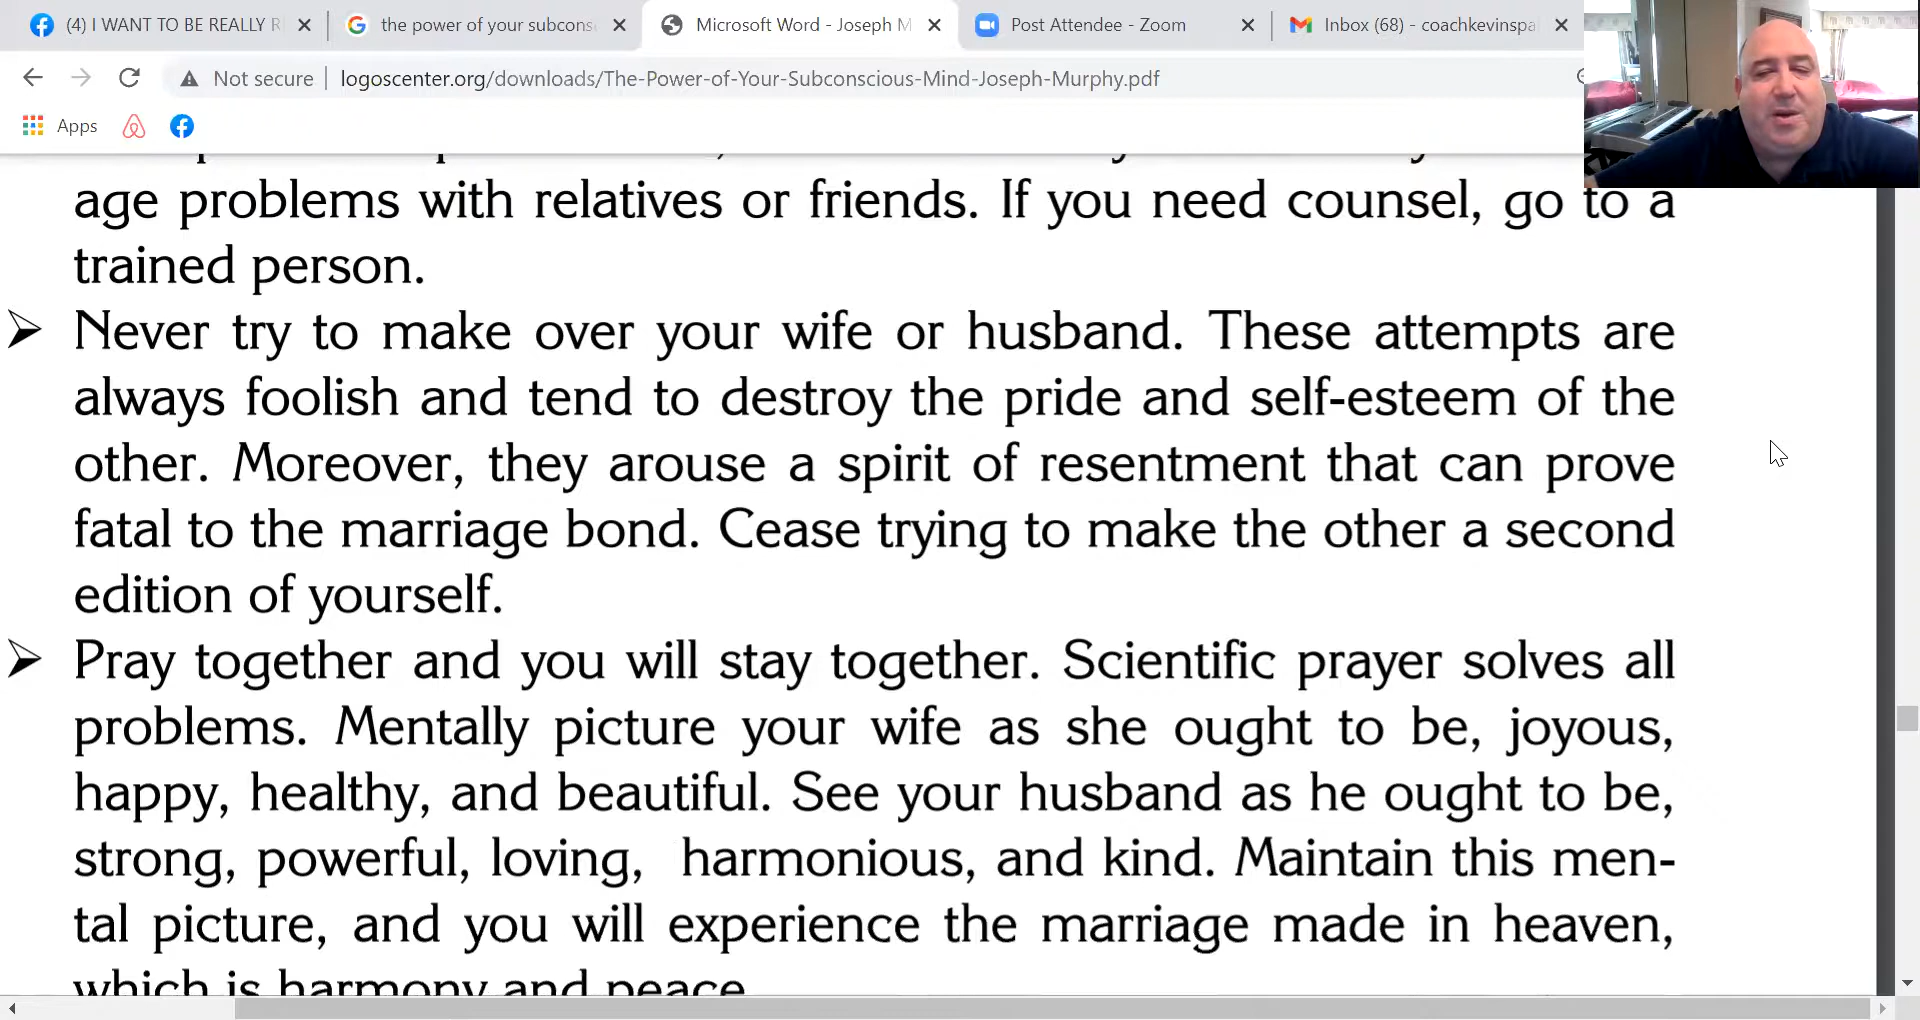 (4) I WANT TO BE REALLY R
the power of your subcons
Microsoft Word - Joseph M
Post Attendee - Zoom
Inbox (68) - coachkevinspa
Not secure
logoscenter.org/downloads/The-Power-of-Your-Subconscious-Mind-Joseph-Murphy.pdf
Apps
age problems with relatives or friends. If you need counsel, go to a
trained person.
➢ Never try to make over your wife or husband. These attempts are
always foolish and tend to destroy the pride and self-esteem of the
other. Moreover, they arouse a spirit of resentment that can prove
fatal to the marriage bond. Cease trying to make the other a second
edition of yourself.
➢ Pray together and you will stay together. Scientific prayer solves all
problems. Mentally picture your wife as she ought to be, joyous,
happy, healthy, and beautiful. See your husband as he ought to be,
strong, powerful, loving, harmonious, and kind. Maintain this men-
tal picture, and you will experience the marriage made in heaven,
which is harmony and peace.